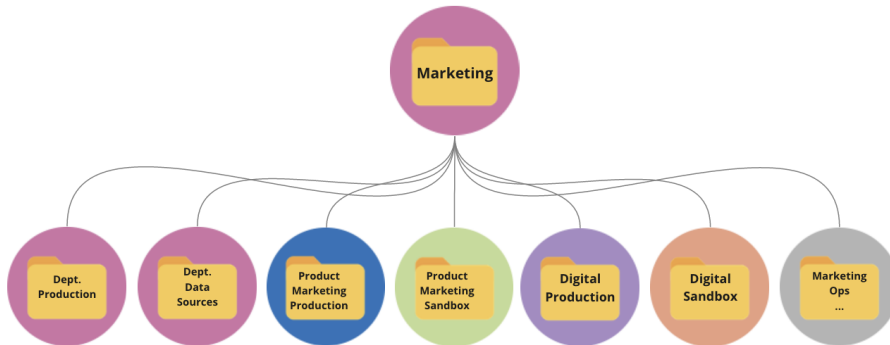 Marketing
Dept.
Production
Dept.
Data
Sources
Product
Marketing
Production
Product
Marketing
Sandbox
Digital
Production
Digital
Sandbox
Marketing
Ops
...